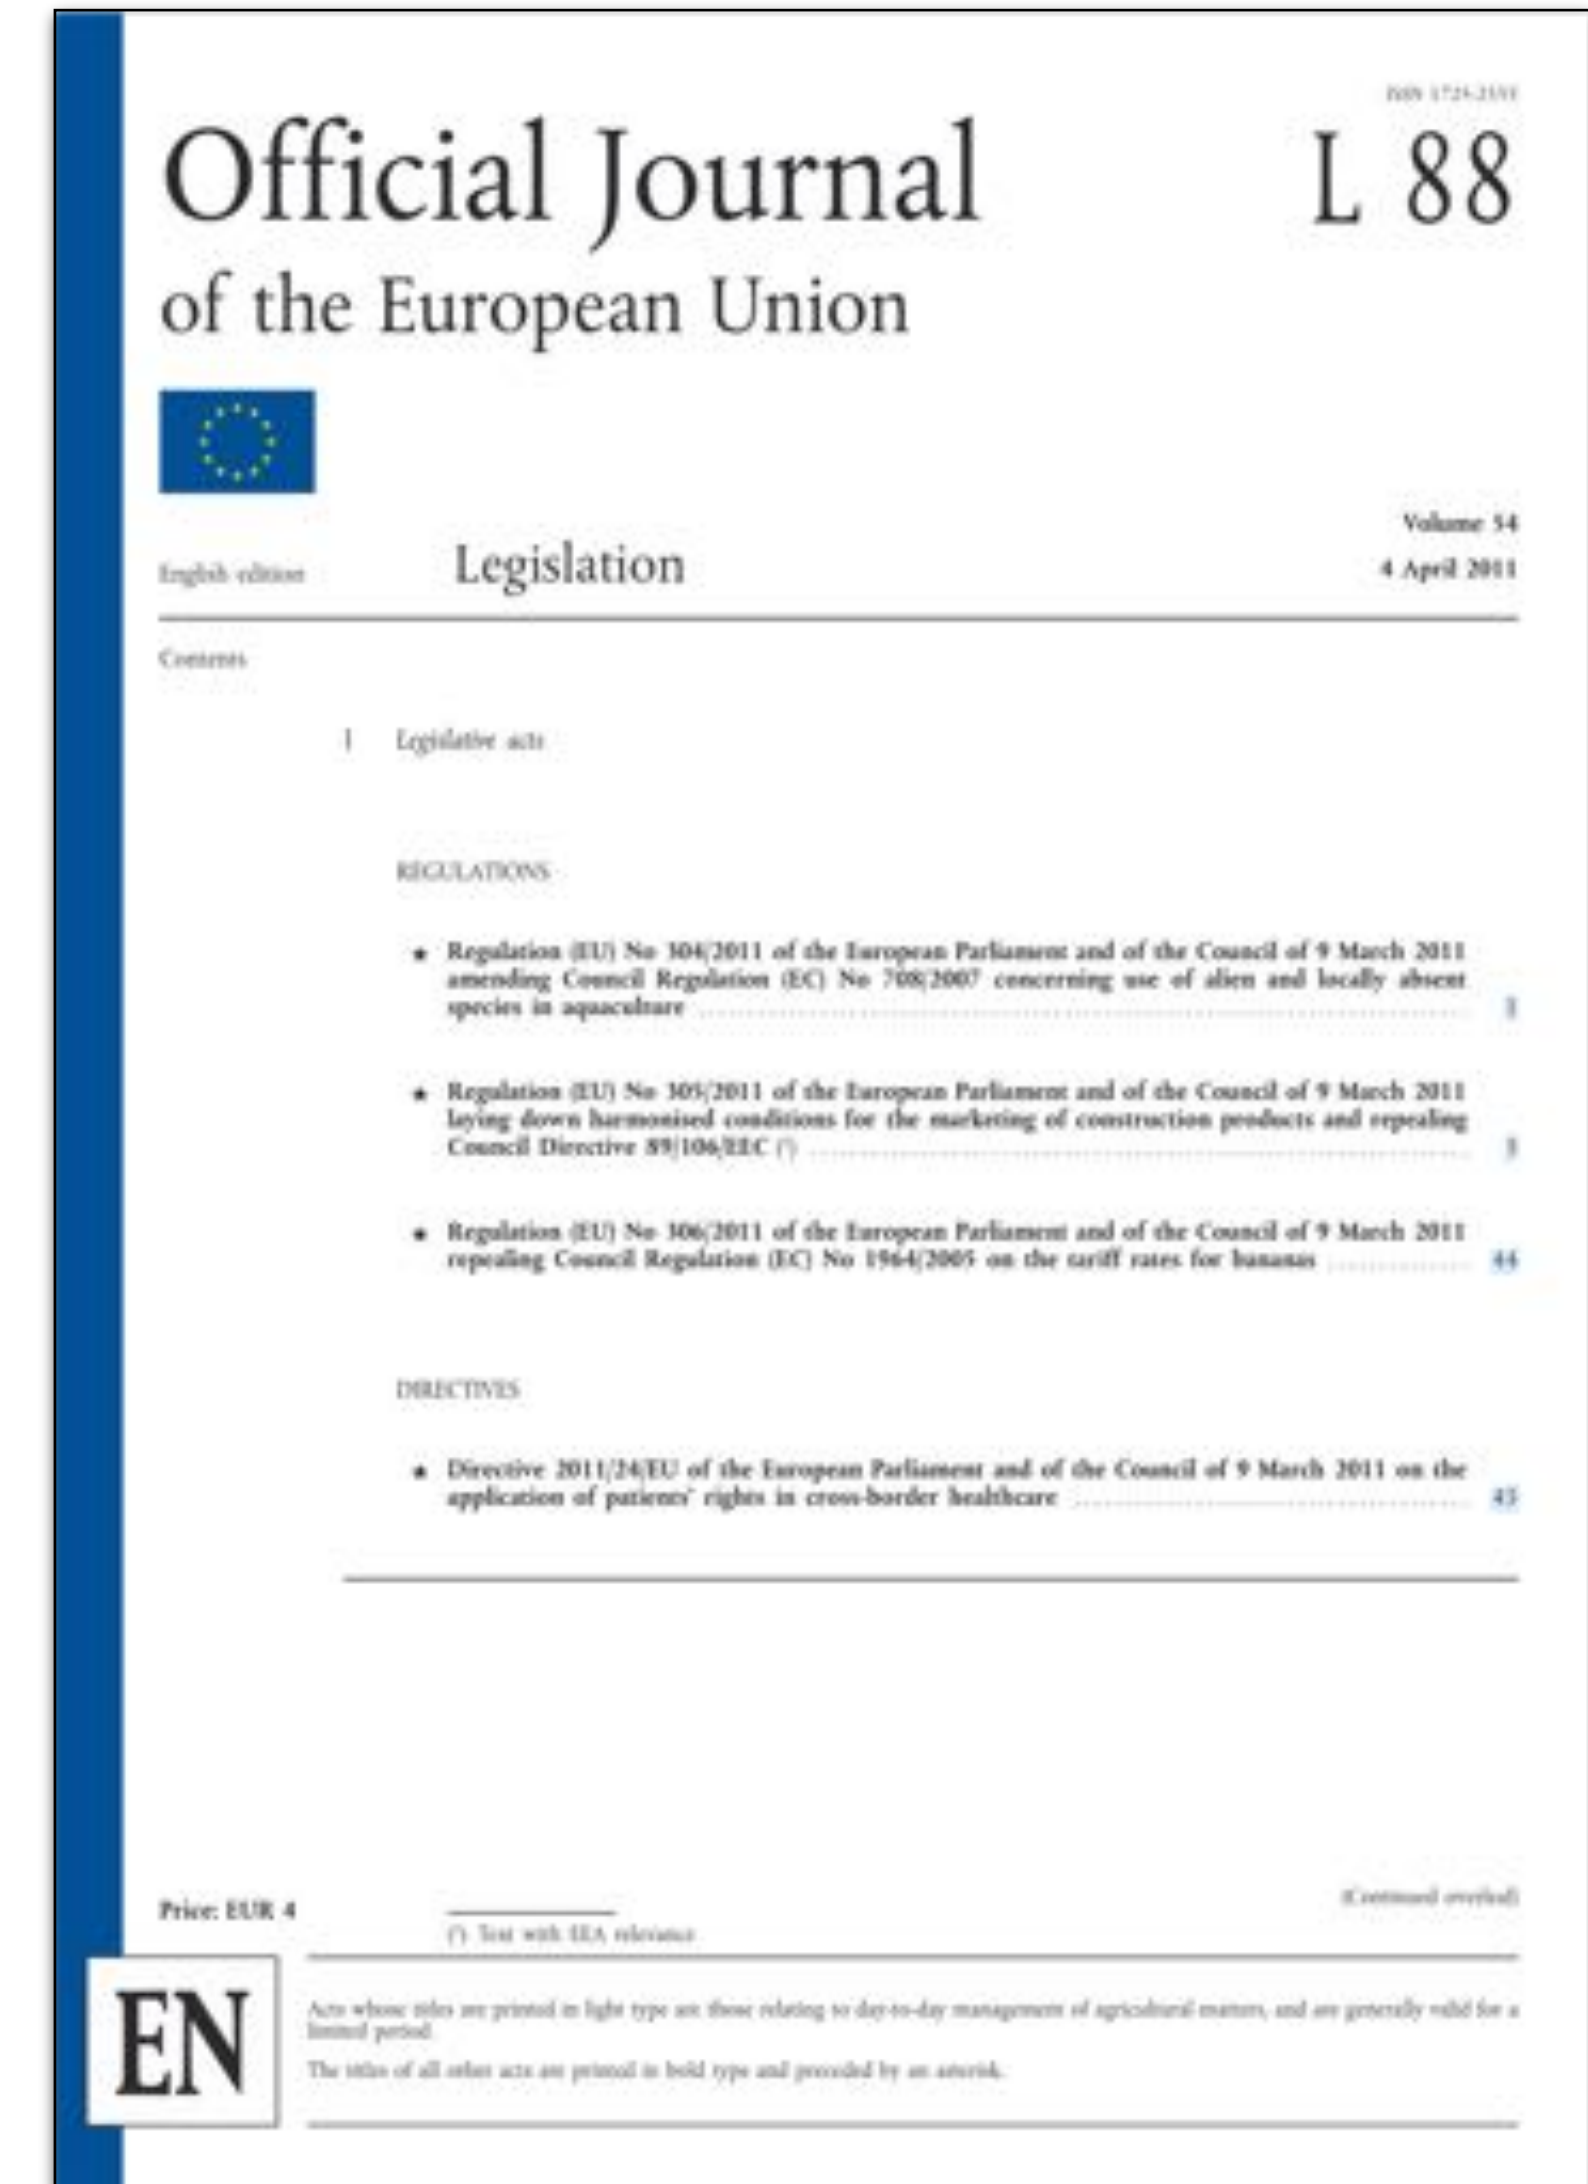 ISSN 1725-2555
Official Journal
L 88
of the European Union
Volume 54
English edition
Legislation
4 April 2011
Contents
I Legislative acts
REGULATIONS
★ Regulation (EU) No 304/2011 of the European Parliament and of the Council of 9 March 2011
amending Council Regulation (EC) No 708/2007 concerning use of alien and locally absent
species in aquaculture 1
★ Regulation (EU) No 305/2011 of the European Parliament and of the Council of 9 March 2011
laying down harmonised conditions for the marketing of construction products and repealing
Council Directive 89/106/EEC (¹) 5
★ Regulation (EU) No 306/2011 of the European Parliament and of the Council of 9 March 2011
repealing Council Regulation (EC) No 1964/2005 on the tariff rates for bananas 44
DIRECTIVES
★ Directive 2011/24/EU of the European Parliament and of the Council of 9 March 2011 on the
application of patients' rights in cross-border healthcare 45
(Continued overleaf)
Price: EUR 4
(¹) Text with EEA relevance
EN
Acts whose titles are printed in light type are those relating to day-to-day management of agricultural matters, and are generally valid for a
limited period.
The titles of all other acts are printed in bold type and preceded by an asterisk.